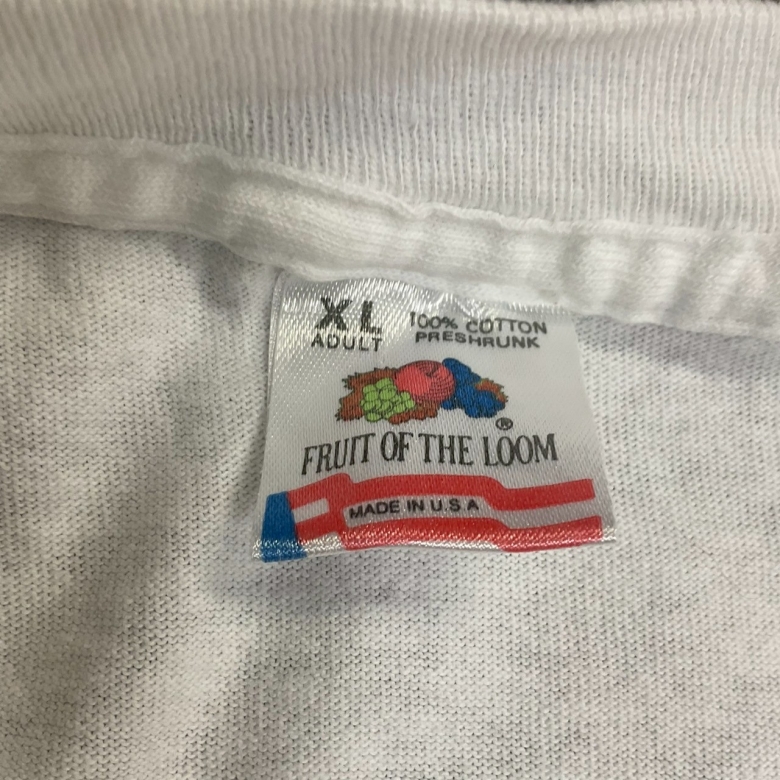 XL 100% COTTON
ADULT PRESHRUNK
®
FRUIT OF THE LOOM
MADE IN U.S A